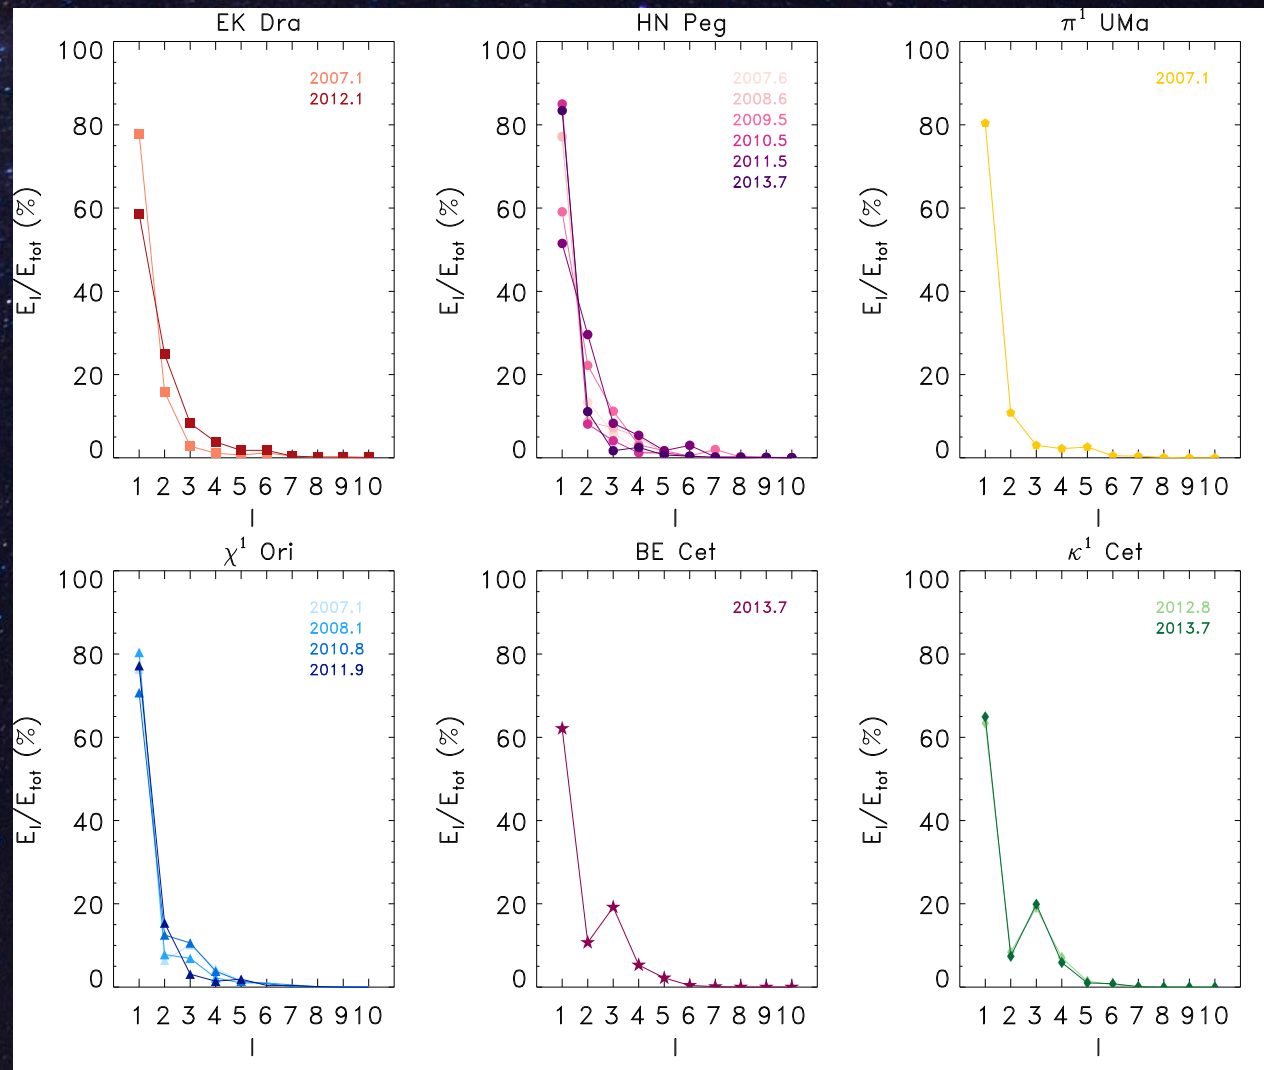 EK Dra
100
80
60
40
20
0
E_l/E_tot (%)
2007.1
2012.1
1 2 3 4 5 6 7 8 9 10
l
HN Peg
100
80
60
40
20
0
E_l/E_tot (%)
2007.6
2008.6
2009.5
2010.5
2011.5
2013.7
1 2 3 4 5 6 7 8 9 10
l
π¹ UMa
100
80
60
40
20
0
E_l/E_tot (%)
2007.1
1 2 3 4 5 6 7 8 9 10
l
χ¹ Ori
100
80
60
40
20
0
E_l/E_tot (%)
2007.1
2008.1
2010.8
2011.9
1 2 3 4 5 6 7 8 9 10
l
BE Cet
100
80
60
40
20
0
E_l/E_tot (%)
2013.7
1 2 3 4 5 6 7 8 9 10
l
κ¹ Cet
100
80
60
40
20
0
E_l/E_tot (%)
2012.8
2013.7
1 2 3 4 5 6 7 8 9 10
l